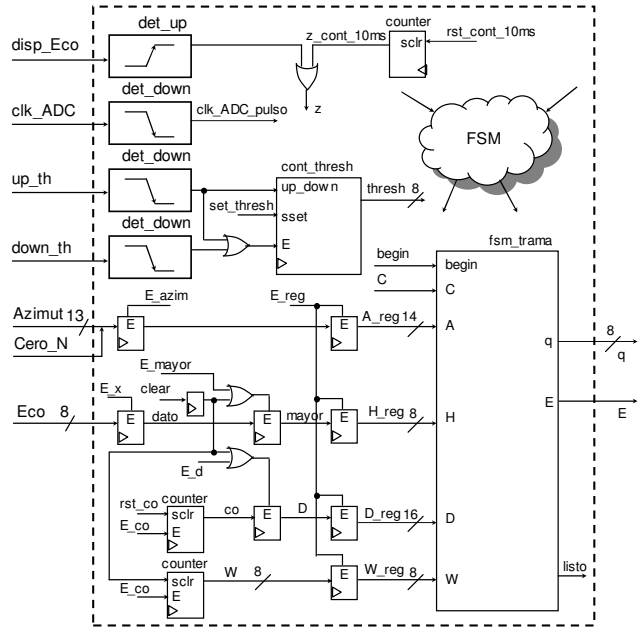 det_up
counter
disp_Eco
z_cont_10ms
sclr
rst_cont_10ms
det_down
clk_ADC
clk_ADC_pulso
z
FSM
det_down
cont_thresh
up_th
up_down
thresh 8
set_thresh
sset
det_down
E
down_th
fsm_trama
begin
begin
C
C
E_azim
E_reg
Azimut 13
E
E
A_reg 14
A
Cero_N
8
q
q
E_mayor
E_x
clear
E
E
Eco 8
E
dato
E
mayor
E
H_reg 8
H
E_d
rst_co
counter
co
E
D
E
D_reg 16
D
sclr
E_co
E
counter
listo
sclr
W 8
E
W_reg 8
W
E_co
E